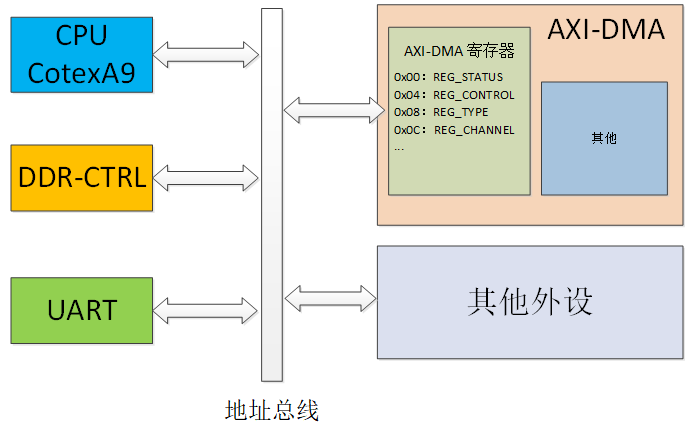 CPU
CotexA9
DDR-CTRL
UART
地址总线
AXI-DMA
AXI-DMA 寄存器
0x00：REG_STATUS
0x04：REG_CONTROL
0x08：REG_TYPE
0x0C：REG_CHANNEL
...
其他
其他外设